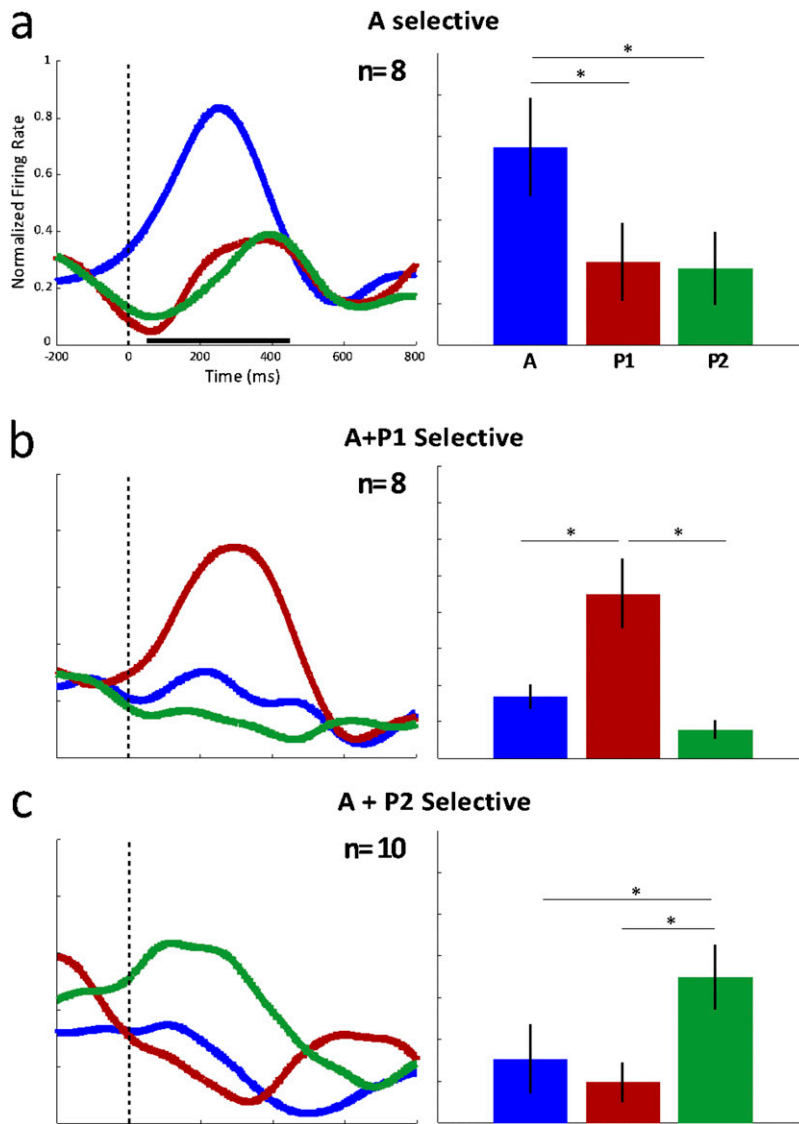 a
A selective
n=8
* *
1
0.8
0.6
0.4
0.2
0
Normalized Firing Rate
-200 0 200 400 600 800
Time (ms)
A P1 P2
b
A+P1 Selective
n=8
* *
c
A + P2 Selective
n=10
*
*